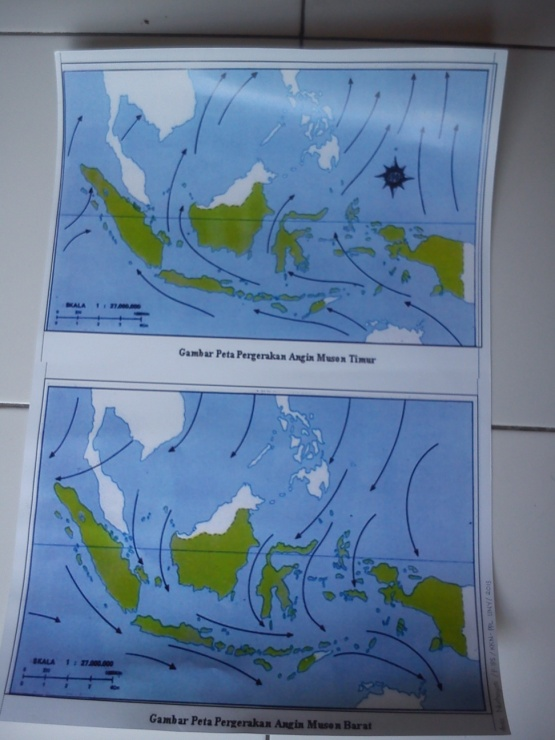 SKALA 1 : 37.000.000
Gambar Peta Pergerakan Angin Muson Timur
SKALA 1 : 37.000.000
Gambar Peta Pergerakan Angin Muson Barat